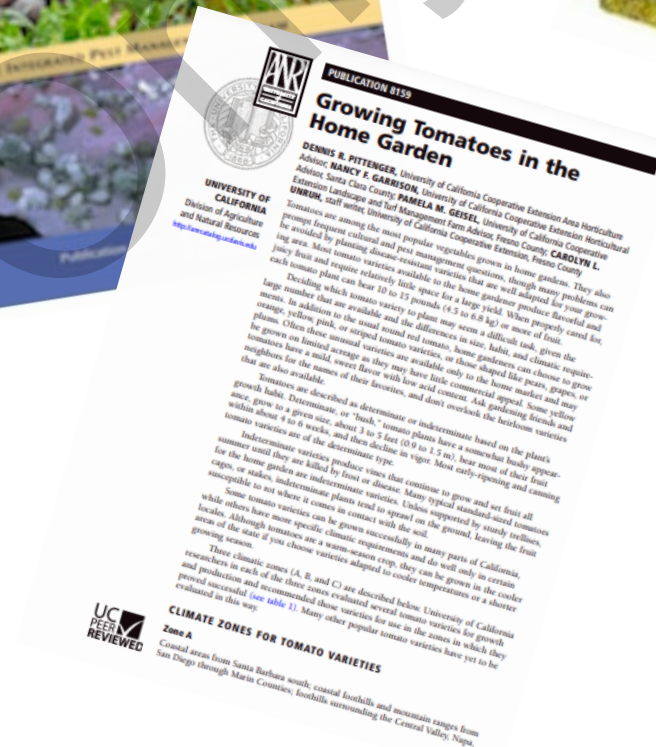 INTEGRATED PEST MANAGEMENT
Publication
ANR
UNIVERSITY
of
CALIFORNIA
PUBLICATION 8159
Growing Tomatoes in the
Home Garden
UNIVERSITY OF
CALIFORNIA
Division of Agriculture
and Natural Resources
http://anrcatalog.ucdavis.edu
DENNIS R. PITTENGER, University of California Cooperative Extension Area Horticulture
Advisor; NANCY F. GARRISON, University of California Cooperative Extension Horticultural
Advisor, Santa Clara County; PAMELA M. GEISEL, University of California Cooperative
Extension Landscape and Turf Management Farm Advisor, Fresno County; CAROLYN L.
UNRUH, staff writer, University of California Cooperative Extension, Fresno County
Tomatoes are among the most popular vegetables grown in home gardens. They also
prompt frequent cultural and pest management questions, though many problems can
be avoided by planting disease-resistant varieties that are well adapted for your grow-
ing area. Most tomato varieties available to the home gardener produce flavorful and
juicy fruit and require relatively little space for a large yield. When properly cared for,
each tomato plant can bear 10 to 15 pounds (4.5 to 6.8 kg) or more of fruit.
Deciding which tomato variety to plant may seem a difficult task, given the
large number that are available and the differences in size, habit, and climatic require-
ments. In addition to the usual round red tomato, home gardeners can choose to grow
orange, yellow, pink, or striped tomato varieties, or those shaped like pears, grapes, or
plums. Often these unusual varieties are available only to the home market and may
be grown on limited acreage as they may have little commercial appeal. Some yellow
tomatoes have a mild, sweet flavor with low acid content. Ask gardening friends and
neighbors for the names of their favorites, and don't overlook the heirloom varieties
that are also available.
Tomatoes are described as determinate or indeterminate based on the plant's
growth habit. Determinate, or "bush," tomato plants have a somewhat bushy appear-
ance, grow to a given size, about 3 to 5 feet (0.9 to 1.5 m), bear most of their fruit
within about 4 to 6 weeks, and then decline in vigor. Most early-ripening and canning
tomato varieties are of the determinate type.
Indeterminate varieties produce vines that continue to grow and set fruit all
summer until they are killed by frost or disease. Many typical standard-sized tomatoes
for the home garden are indeterminate varieties. Unless supported by sturdy trellises,
cages, or stakes, indeterminate plants tend to sprawl on the ground, leaving the fruit
susceptible to rot where it comes in contact with the soil.
Some tomato varieties can be grown successfully in many parts of California,
while others have more specific climatic requirements and do well only in certain
locales. Although tomatoes are a warm-season crop, they can be grown in the cooler
areas of the state if you choose varieties adapted to cooler temperatures or a shorter
growing season.
Three climatic zones (A, B, and C) are described below. University of California
researchers in each of the three zones evaluated several tomato varieties for growth
and production and recommended those varieties for use in the zones in which they
proved successful (see table 1). Many other popular tomato varieties have yet to be
evaluated in this way.
UC
PEER
REVIEWED
CLIMATE ZONES FOR TOMATO VARIETIES
Zone A
Coastal areas from Santa Barbara south; coastal foothills and mountain ranges from
San Diego through Marin Counties; foothills surrounding the Central Valley, Napa,